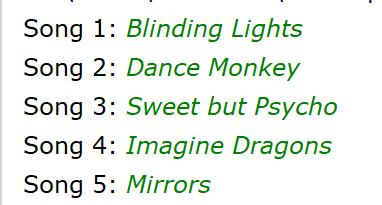 Song 1: Blinding Lights
Song 2: Dance Monkey
Song 3: Sweet but Psycho
Song 4: Imagine Dragons
Song 5: Mirrors